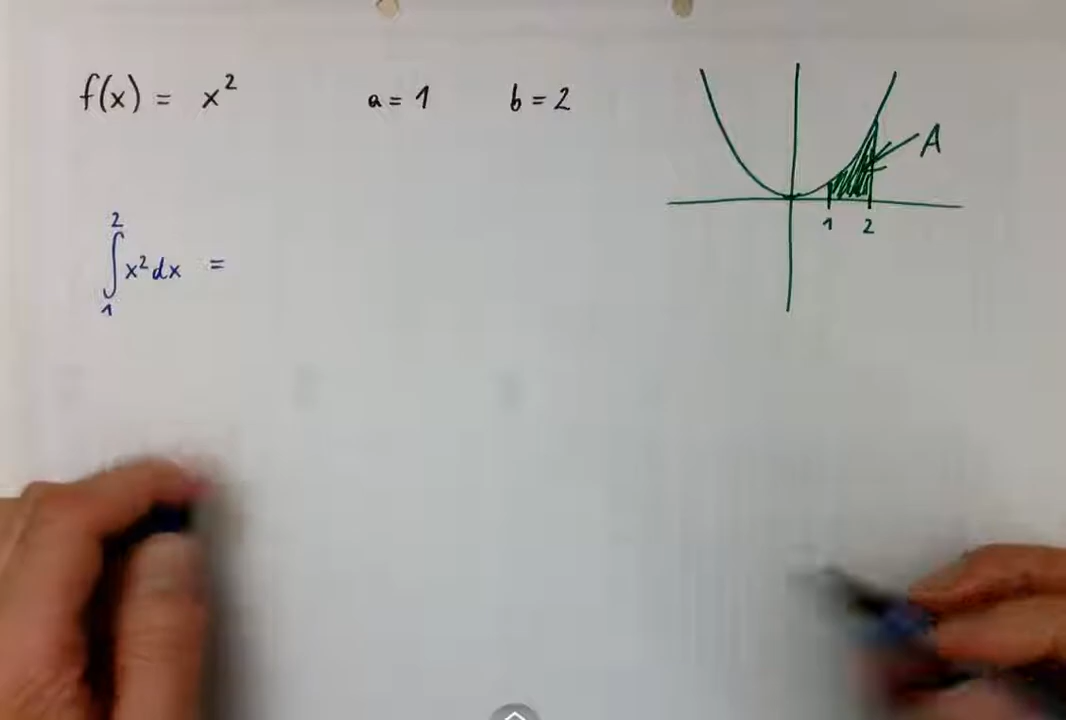 f(x) = x² a = 1 b = 2
A
1 2
∫₁² x² dx =